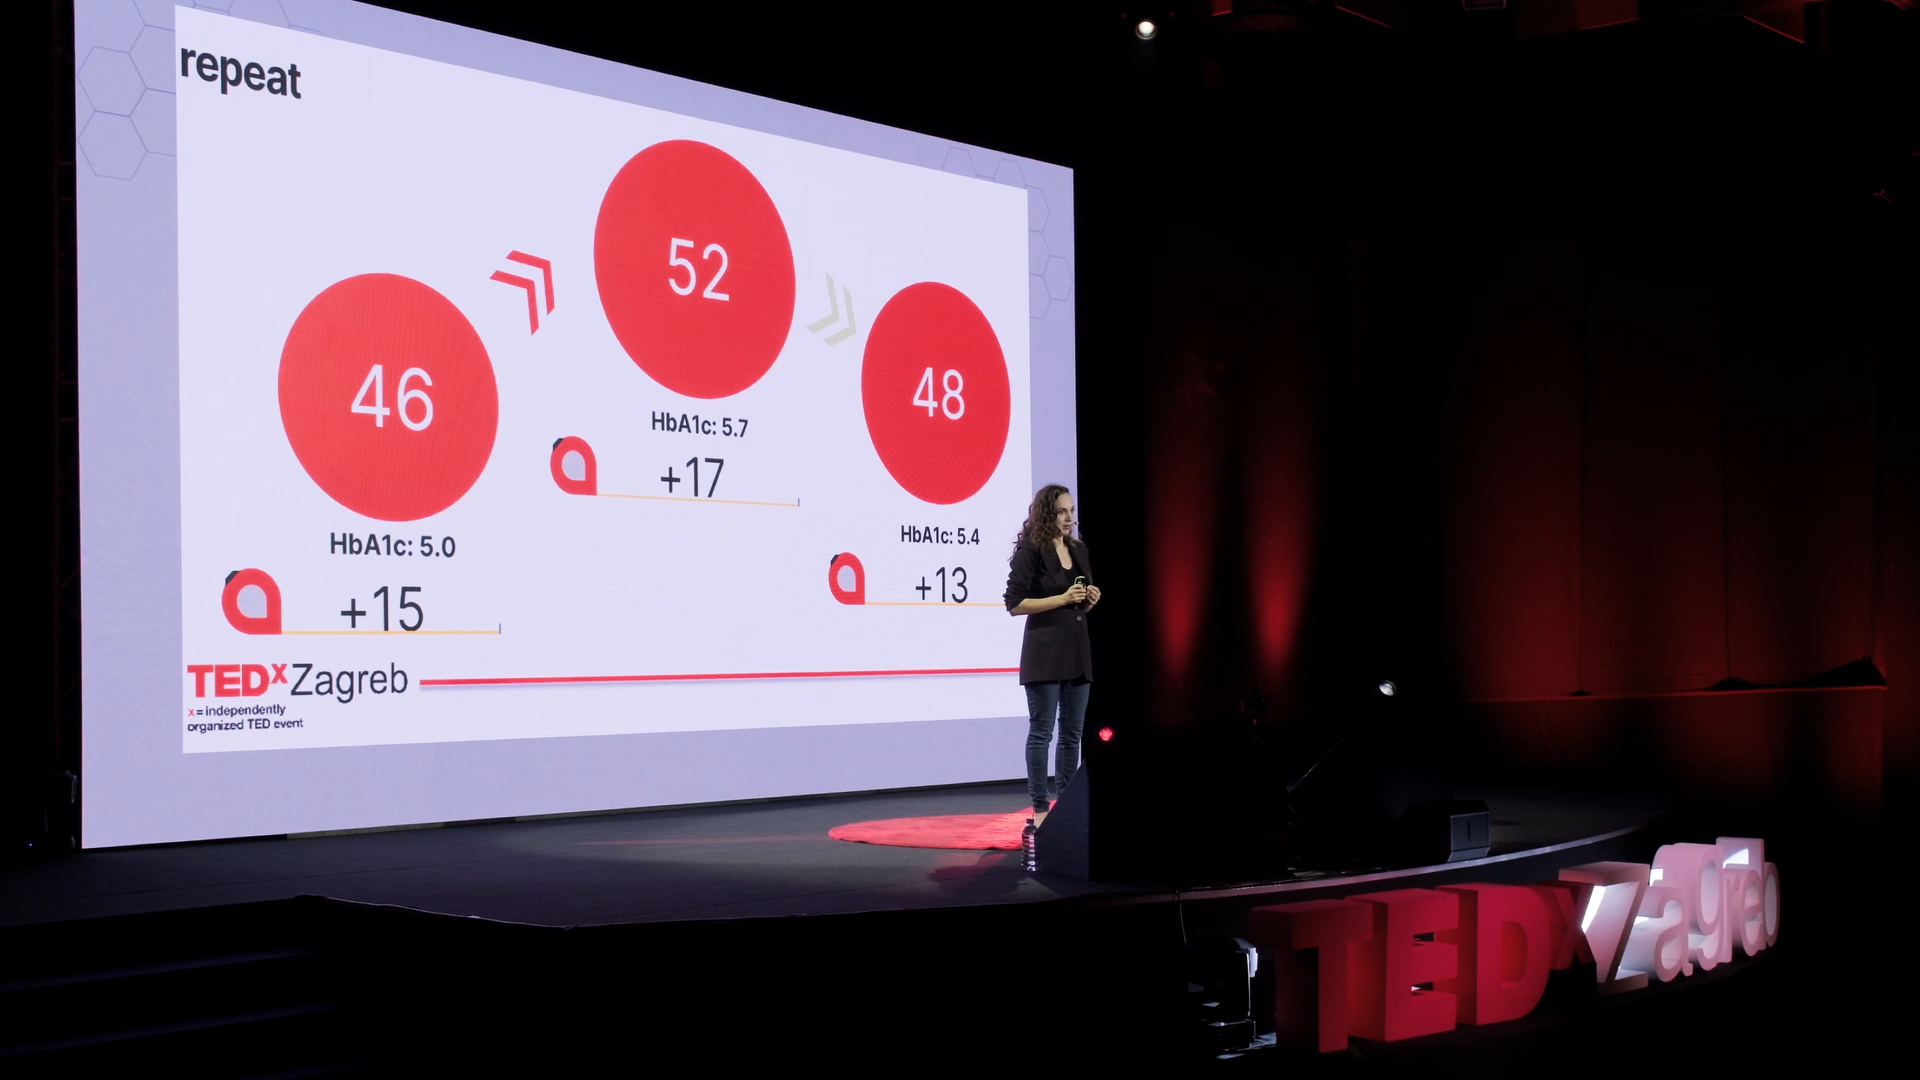 repeat
46
HbA1c: 5.0
+15
52
HbA1c: 5.7
+17
48
HbA1c: 5.4
+13
TEDxZagreb
x = independently
organized TED event
TEDxZagreb